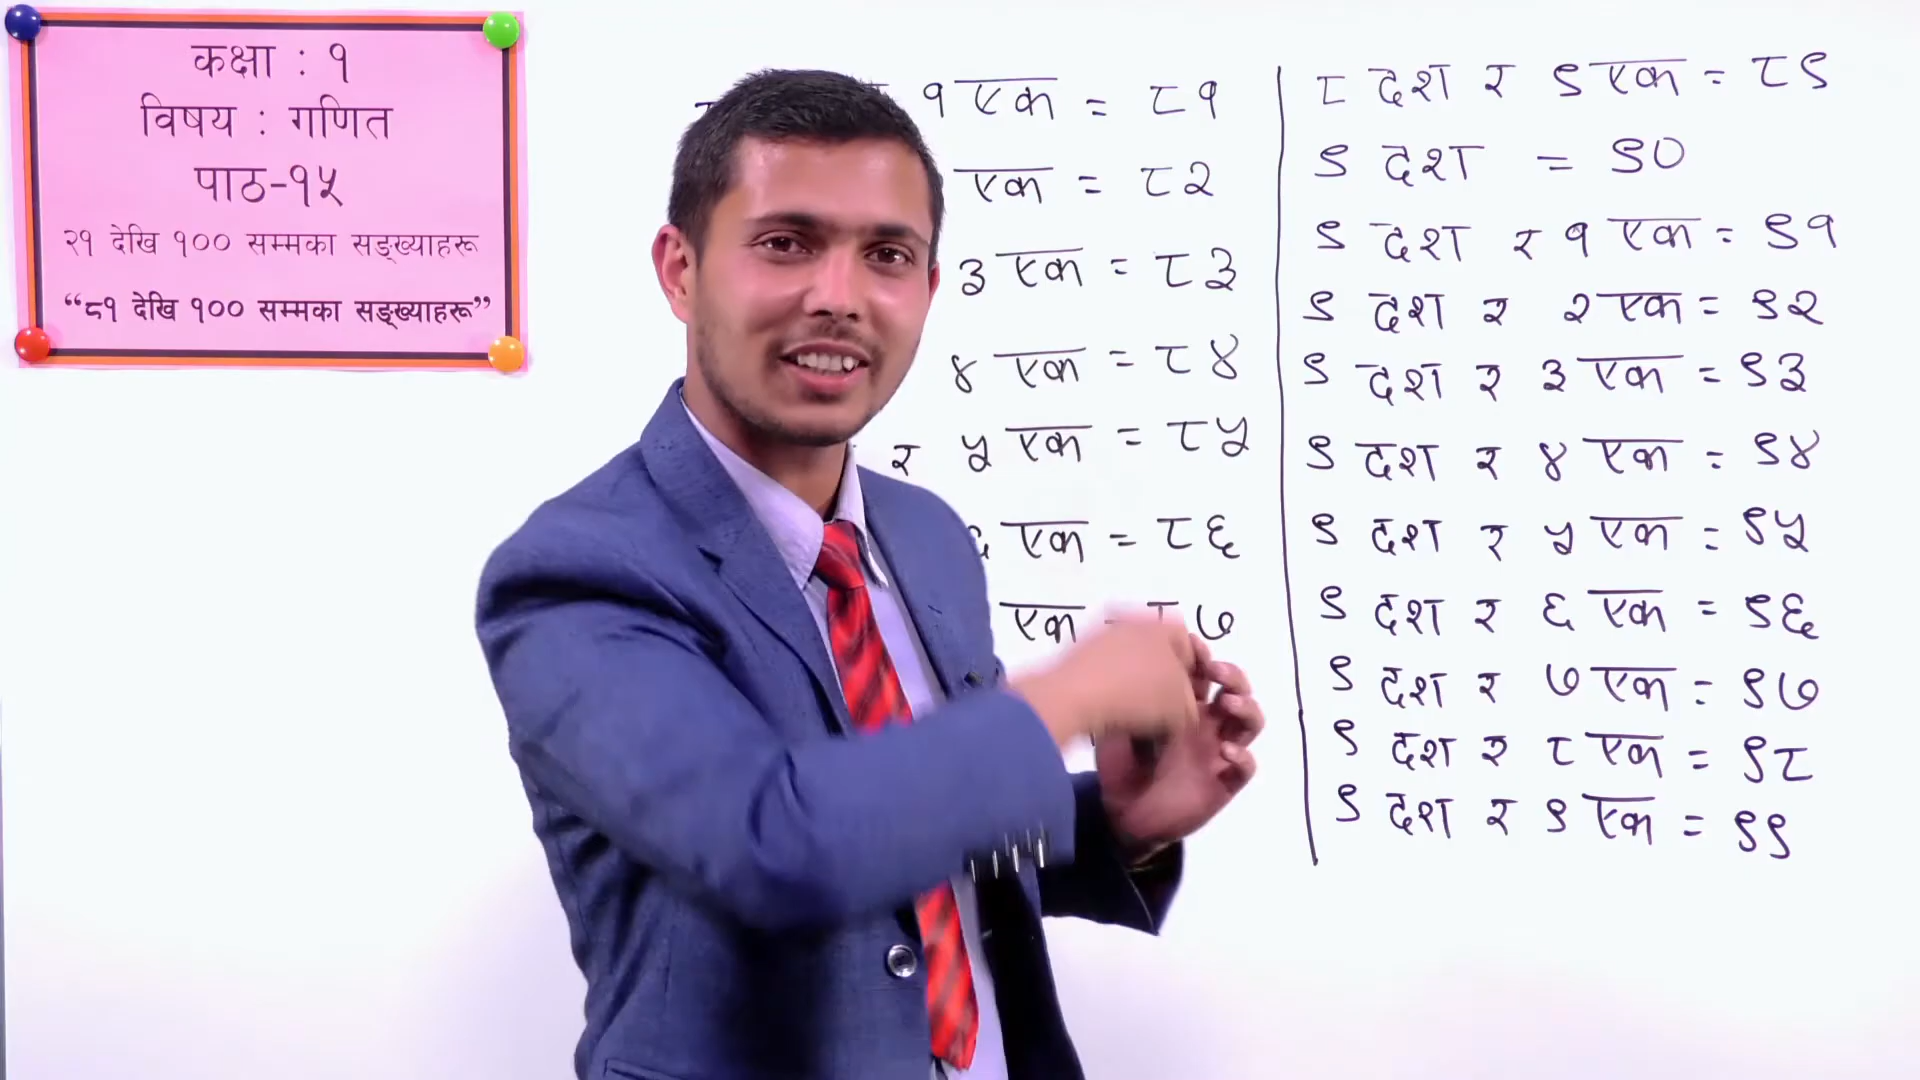 कक्षा : १
विषय : गणित
पाठ-१५
२१ देखि १०० सम्मका सङ्ख्याहरू
“८१ देखि १०० सम्मका सङ्ख्याहरू”
१ एक = ८१
एक = ८२
३ एक = ८३
४ एक = ८४
र ५ एक = ८५
६ एक = ८६
एक = ८७
८ दश र ९ एक = ८९
९ दश = ९०
९ दश र १ एक = ९१
९ दश र २ एक = ९२
९ दश र ३ एक = ९३
९ दश र ४ एक = ९४
९ दश र ५ एक = ९५
९ दश र ६ एक = ९६
९ दश र ७ एक = ९७
९ दश र ८ एक = ९८
९ दश र ९ एक = ९९